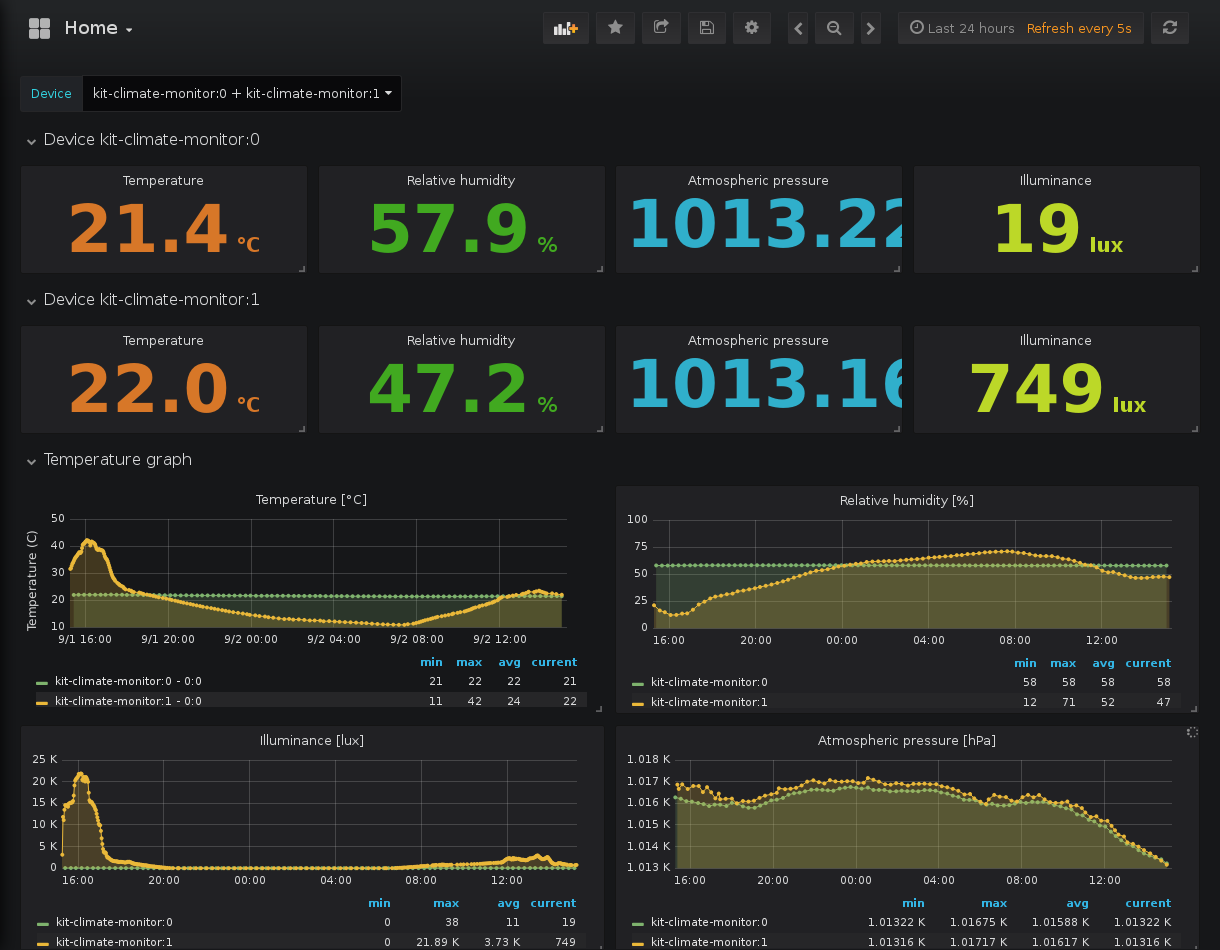 Home
Last 24 hours Refresh every 5s
Device kit-climate-monitor:0 + kit-climate-monitor:1
Device kit-climate-monitor:0
Temperature Relative humidity Atmospheric pressure Illuminance
21.4 °C 57.9 % 1013.22 19 lux
Device kit-climate-monitor:1
Temperature Relative humidity Atmospheric pressure Illuminance
22.0 °C 47.2 % 1013.16 749 lux
Temperature graph
Temperature [°C]
Temperature (C)
50
40
30
20
10
9/1 16:00 9/1 20:00 9/2 00:00 9/2 04:00 9/2 08:00 9/2 12:00
min max avg current
kit-climate-monitor:0 - 0:0 21 22 22 21
kit-climate-monitor:1 - 0:0 11 42 24 22
Relative humidity [%]
100
75
50
25
0
16:00 20:00 00:00 04:00 08:00 12:00
min max avg current
kit-climate-monitor:0 58 58 58 58
kit-climate-monitor:1 12 71 52 47
Illuminance [lux]
25 K
20 K
15 K
10 K
5 K
0
16:00 20:00 00:00 04:00 08:00 12:00
min max avg current
kit-climate-monitor:0 0 38 11 19
kit-climate-monitor:1 0 21.89 K 3.73 K 749
Atmospheric pressure [hPa]
1.018 K
1.017 K
1.016 K
1.015 K
1.014 K
1.013 K
16:00 20:00 00:00 04:00 08:00 12:00
min max avg current
kit-climate-monitor:0 1.01322 K 1.01675 K 1.01588 K 1.01322 K
kit-climate-monitor:1 1.01316 K 1.01717 K 1.01617 K 1.01316 K